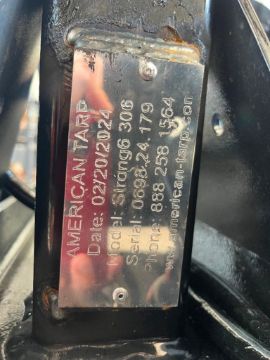 AMERICAN TARP
Date: 02/20/2024
Model: Strong6 306
Serial: 0698-24-179
Phone: 888 258 1564
www.american-tarp.com